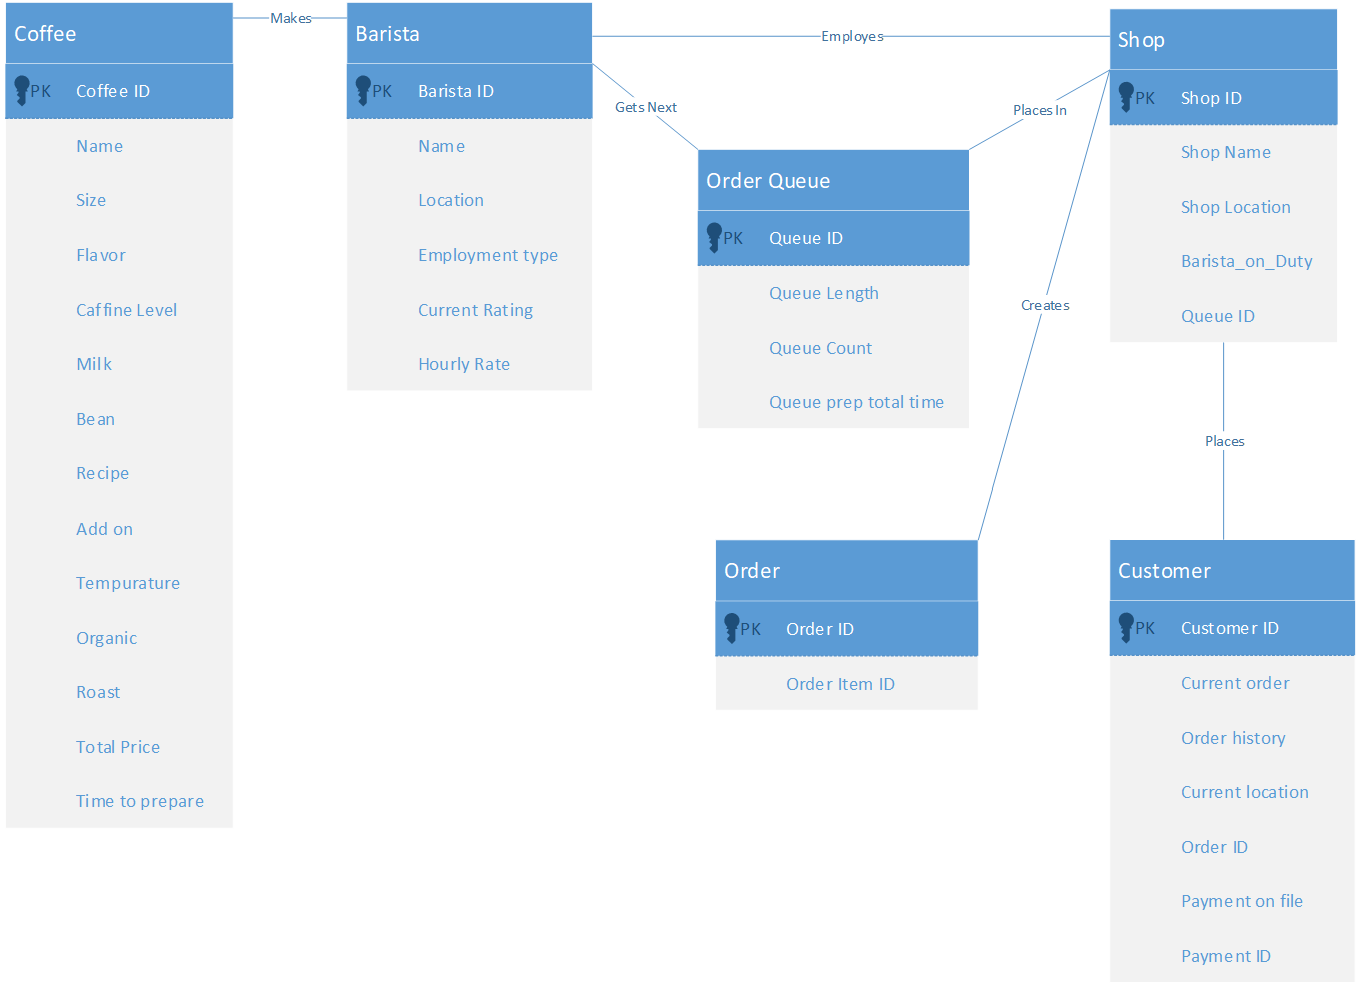 Coffee
PK Coffee ID
Name
Size
Flavor
Caffine Level
Milk
Bean
Recipe
Add on
Tempurature
Organic
Roast
Total Price
Time to prepare
Makes
Barista
PK Barista ID
Name
Location
Employment type
Current Rating
Hourly Rate
Employes
Gets Next
Order Queue
PK Queue ID
Queue Length
Queue Count
Queue prep total time
Places In
Shop
PK Shop ID
Shop Name
Shop Location
Barista_on_Duty
Queue ID
Creates
Places
Order
PK Order ID
Order Item ID
Customer
PK Customer ID
Current order
Order history
Current location
Order ID
Payment on file
Payment ID